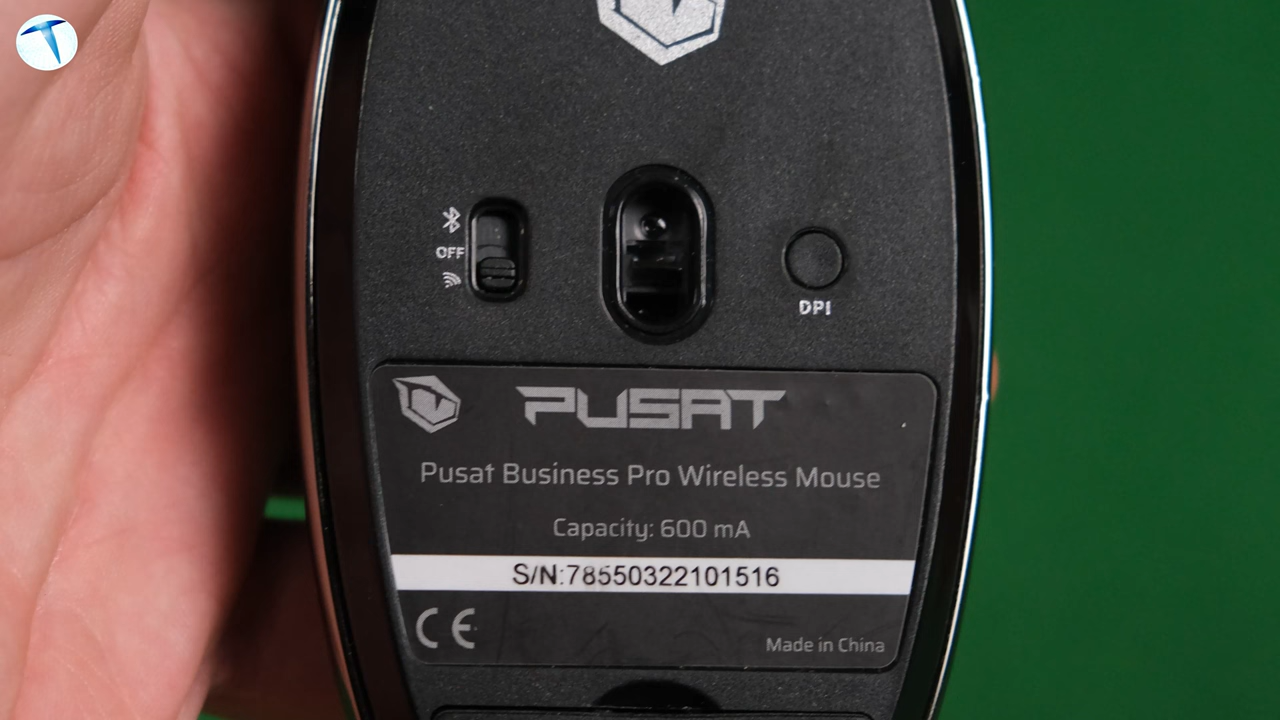 OFF
DPI
PUSAT
Pusat Business Pro Wireless Mouse
Capacity: 600 mA
S/N:78550322101516
CE
Made in China